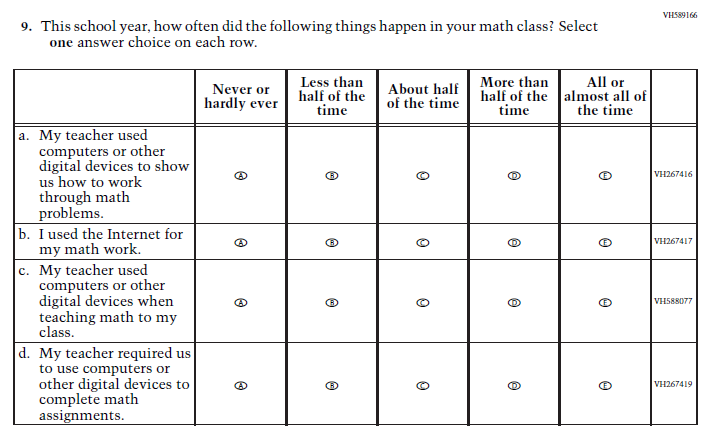 VH589166
9. This school year, how often did the following things happen in your math class? Select
one answer choice on each row.
Never or
hardly ever
Less than
half of the
time
About half
of the time
More than
half of the
time
All or
almost all of
the time
a. My teacher used
computers or other
digital devices to show
us how to work
through math
problems.
A B C D E VH267416
b. I used the Internet for
my math work.
A B C D E VH267417
c. My teacher used
computers or other
digital devices when
teaching math to my
class.
A B C D E VH588077
d. My teacher required us
to use computers or
other digital devices to
complete math
assignments.
A B C D E VH267419